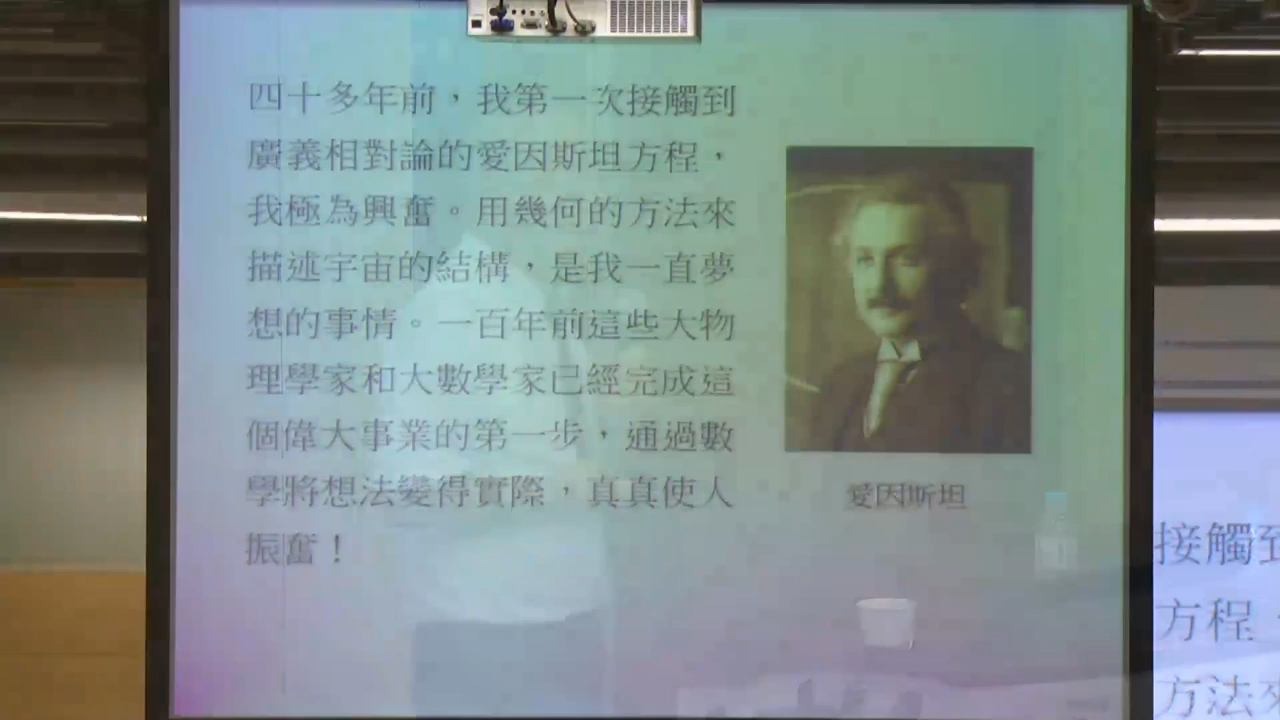 四十多年前，我第一次接觸到
廣義相對論的愛因斯坦方程，
我極為興奮。用幾何的方法來
描述宇宙的結構，是我一直夢
想的事情。一百年前這些大物
理學家和大數學家已經完成這
個偉大事業的第一步，通過數
學將想法變得實際，真真使人
振奮！
愛因斯坦
接觸到
方程，
方法來